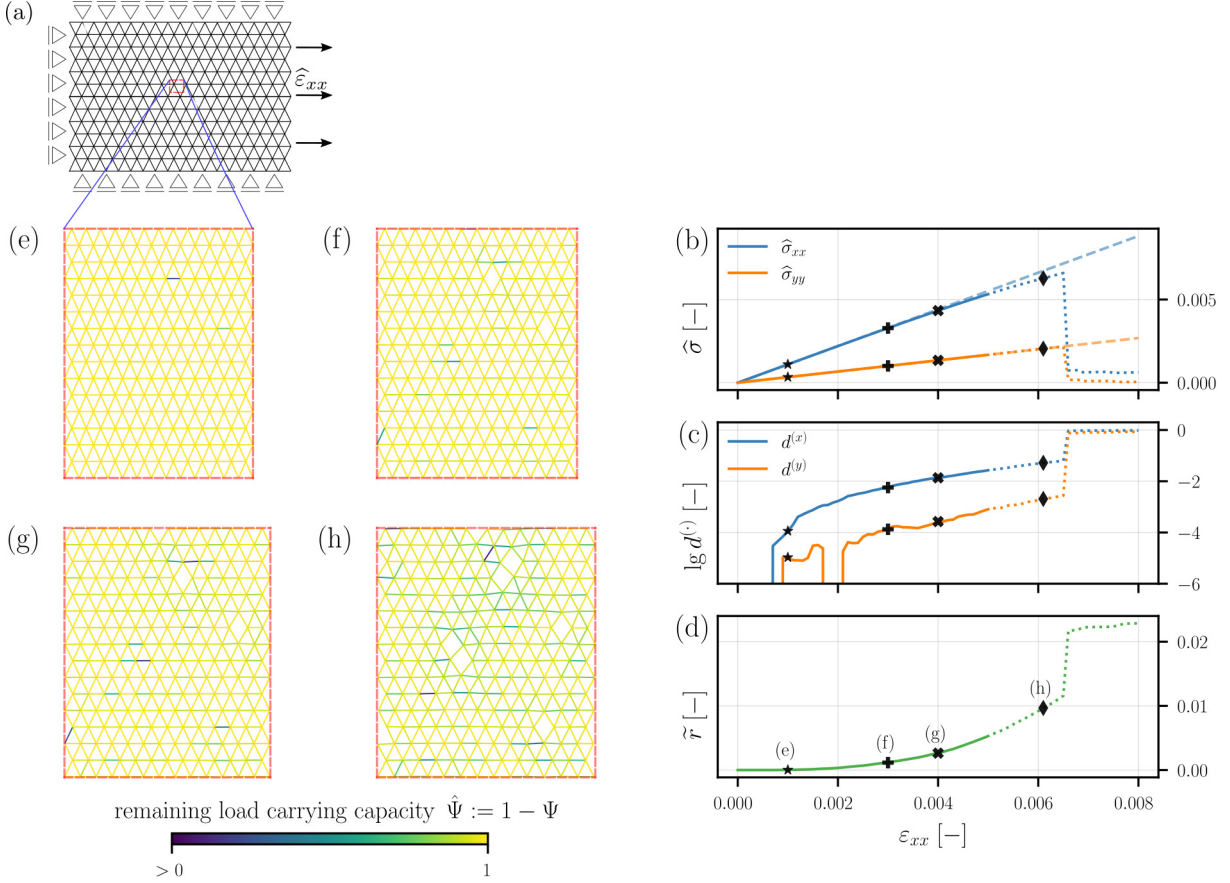 (a)
ε̂xx
(e)
(f)
(g)
(h)
remaining load carrying capacity Ψ̂ := 1 − Ψ
> 0
1
(b)
σ̂xx
σ̂yy
σ̂ [−]
0.005
0.000
(c)
d(x)
d(y)
lg d(·) [−]
0
−2
−4
−6
(d)
(e)
(f)
(g)
(h)
r̃ [−]
0.02
0.01
0.00
0.000 0.002 0.004 0.006 0.008
εxx [−]